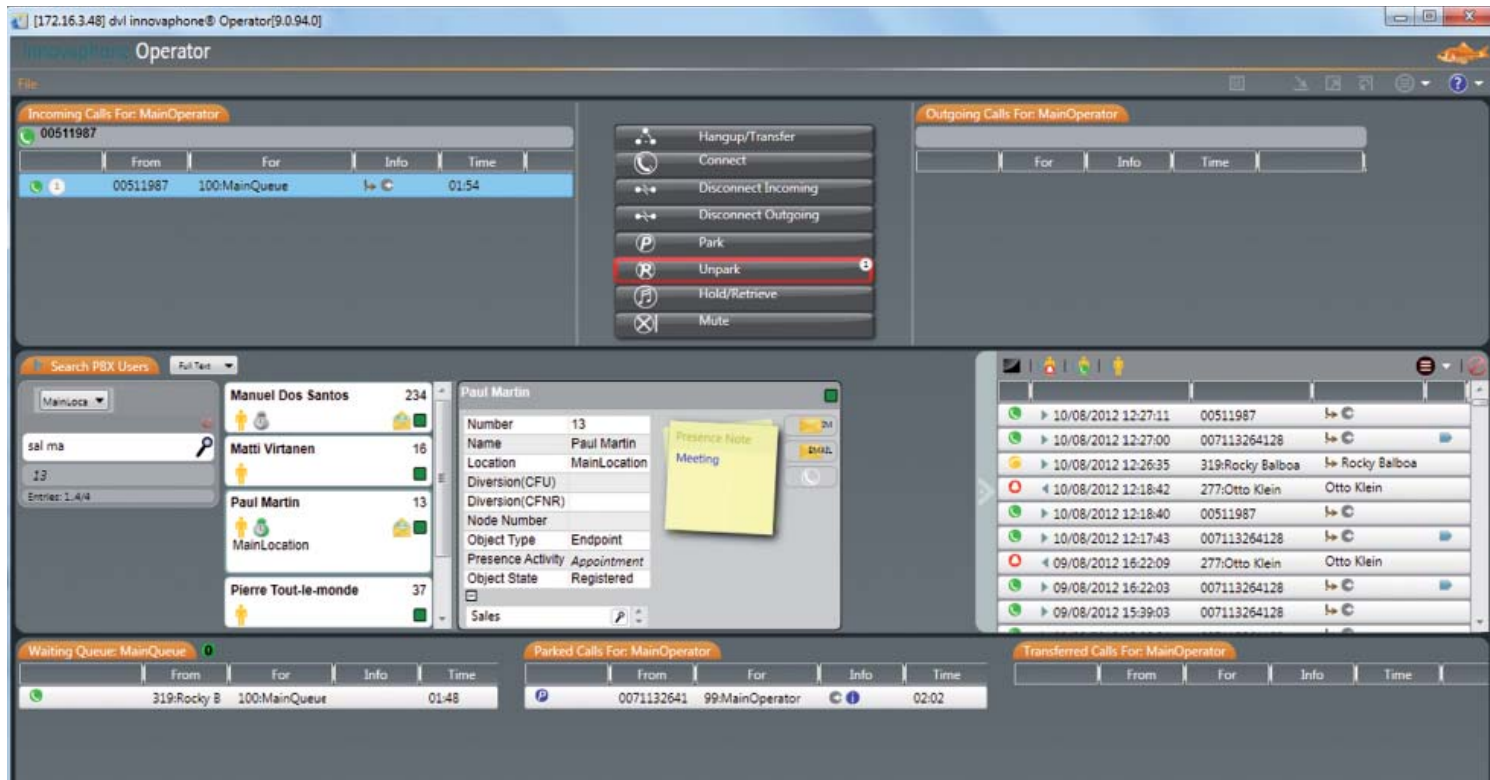 [172.16.3.48] dvl innovaphone® Operator[9.0.94.0]
innovaphone Operator
File
Incoming Calls For: MainOperator
00511987
From For Info Time
1 00511987 100:MainQueue 01:54
Hangup/Transfer
Connect
Disconnect Incoming
Disconnect Outgoing
P Park
R Unpark 1
Hold/Retrieve
Mute
Outgoing Calls For: MainOperator
For Info Time
Search PBX Users Full Text
MainLoca
sal ma
13
Entries: 1..4/4
Manuel Dos Santos 234
Matti Virtanen 16
Paul Martin 13
MainLocation
Pierre Tout-le-monde 37
Paul Martin
Number 13
Name Paul Martin
Location MainLocation
Diversion(CFU)
Diversion(CFNR)
Node Number
Object Type Endpoint
Presence Activity Appointment
Object State Registered
Sales
Presence Note
Meeting
IM
EMAIL
10/08/2012 12:27:11 00511987
10/08/2012 12:27:00 007113264128
10/08/2012 12:26:35 319:Rocky Balboa Rocky Balboa
10/08/2012 12:18:42 277:Otto Klein Otto Klein
10/08/2012 12:18:40 00511987
10/08/2012 12:17:43 007113264128
09/08/2012 16:22:09 277:Otto Klein Otto Klein
09/08/2012 16:22:03 007113264128
09/08/2012 15:39:03 007113264128
Waiting Queue: MainQueue 0
From For Info Time
319:Rocky B 100:MainQueue 01:48
Parked Calls For: MainOperator
From For Info Time
P 0071132641 99:MainOperator 02:02
Transferred Calls For: MainOperator
From For Info Time